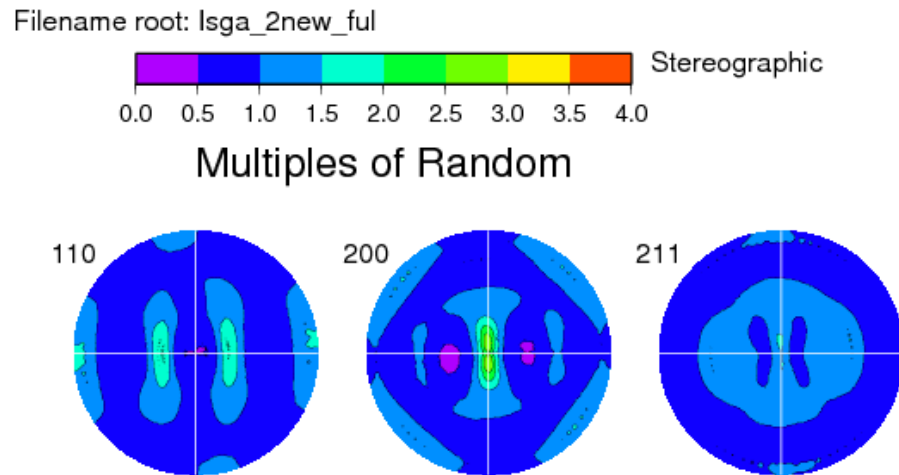 Filename root: Isga_2new_ful
Stereographic
0.0 0.5 1.0 1.5 2.0 2.5 3.0 3.5 4.0
Multiples of Random
110 200 211